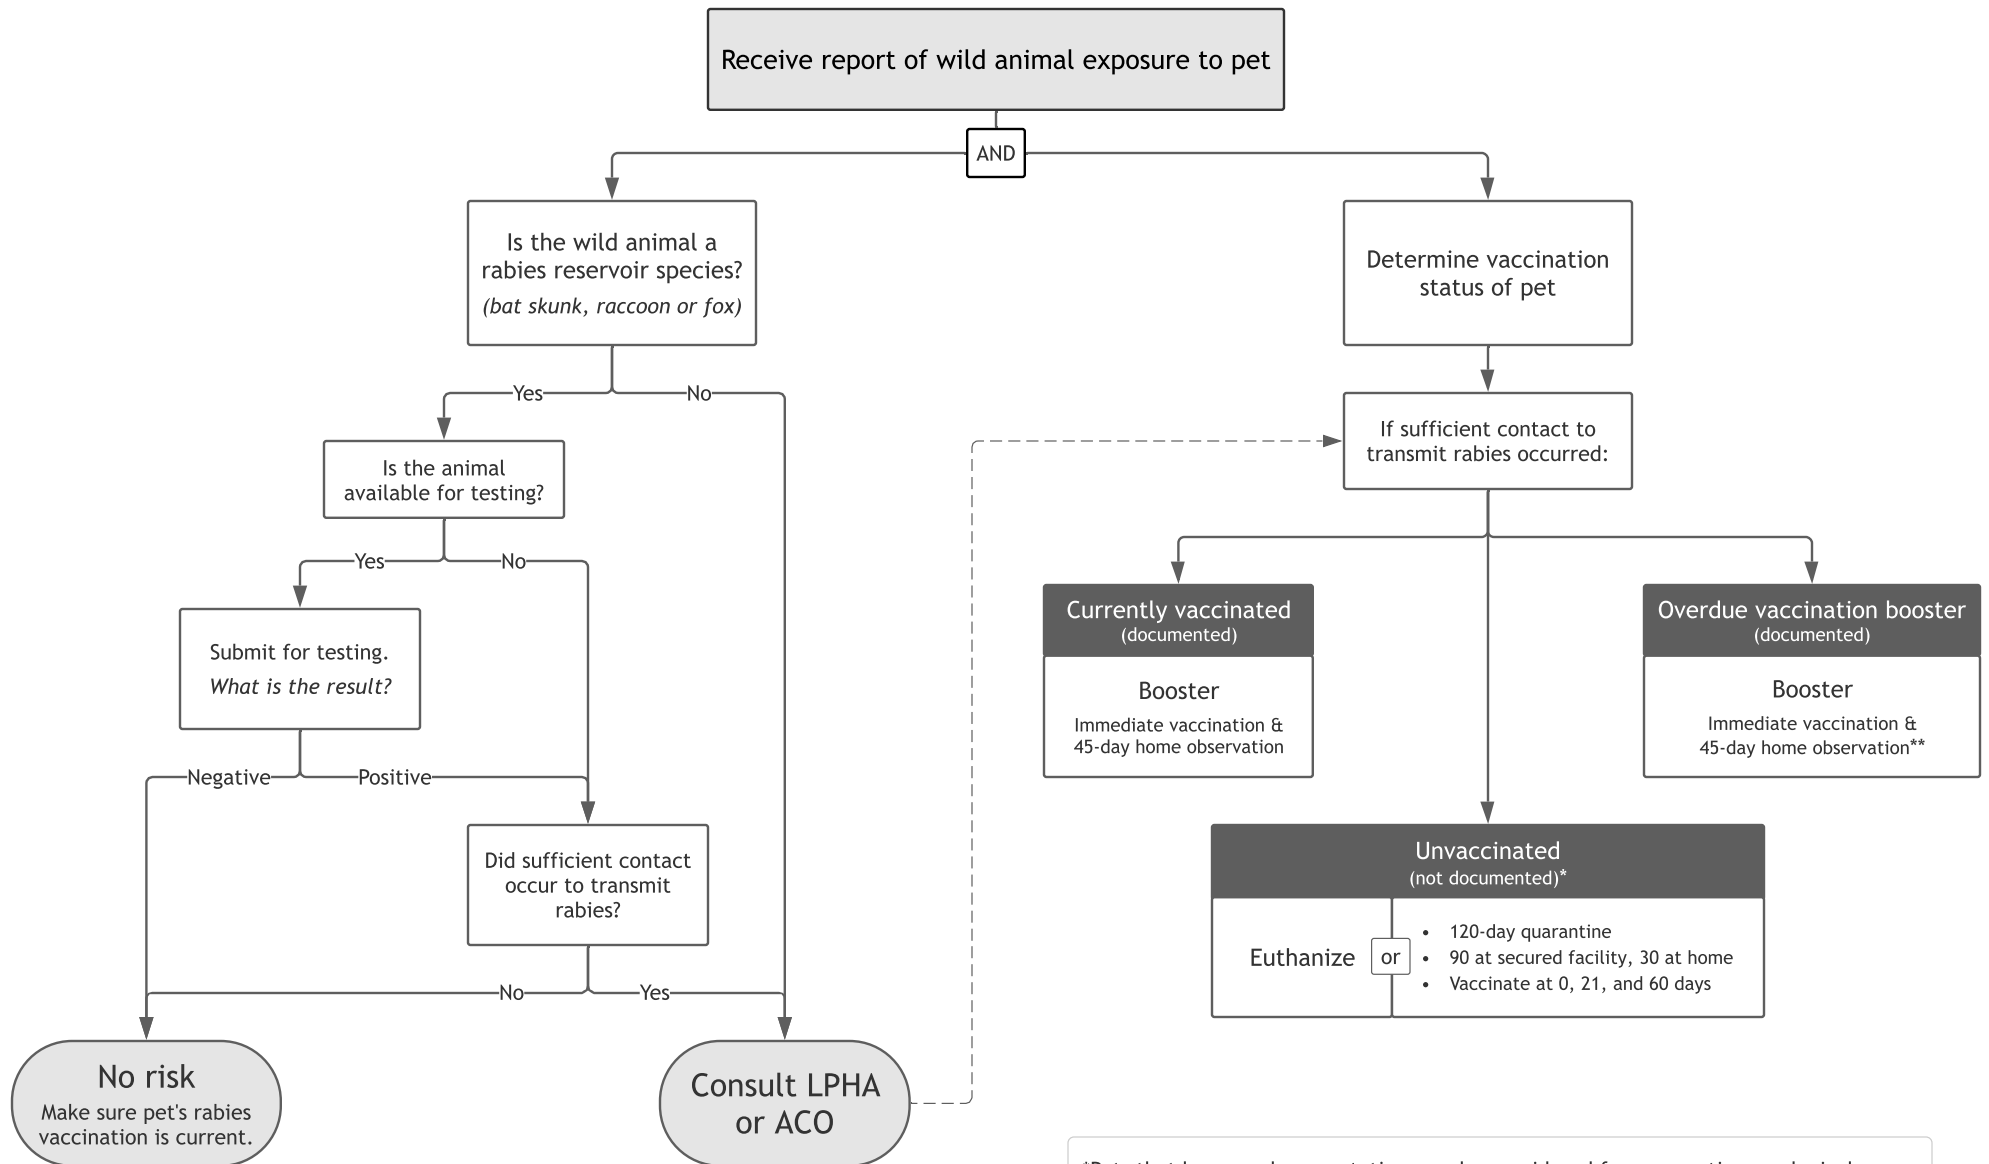 Receive report of wild animal exposure to pet
AND
Is the wild animal a
rabies reservoir species?
(bat skunk, raccoon or fox)
Yes
No
Is the animal
available for testing?
Yes
No
Submit for testing.
What is the result?
Negative
Positive
Did sufficient contact
occur to transmit
rabies?
No
Yes
No risk
Make sure pet's rabies
vaccination is current.
Consult LPHA
or ACO
Determine vaccination
status of pet
If sufficient contact to
transmit rabies occurred:
Currently vaccinated
(documented)
Booster
Immediate vaccination &
45-day home observation
Overdue vaccination booster
(documented)
Booster
Immediate vaccination &
45-day home observation**
Unvaccinated
(not documented)*
Euthanize
or
• 120-day quarantine
• 90 at secured facility, 30 at home
• Vaccinate at 0, 21, and 60 days